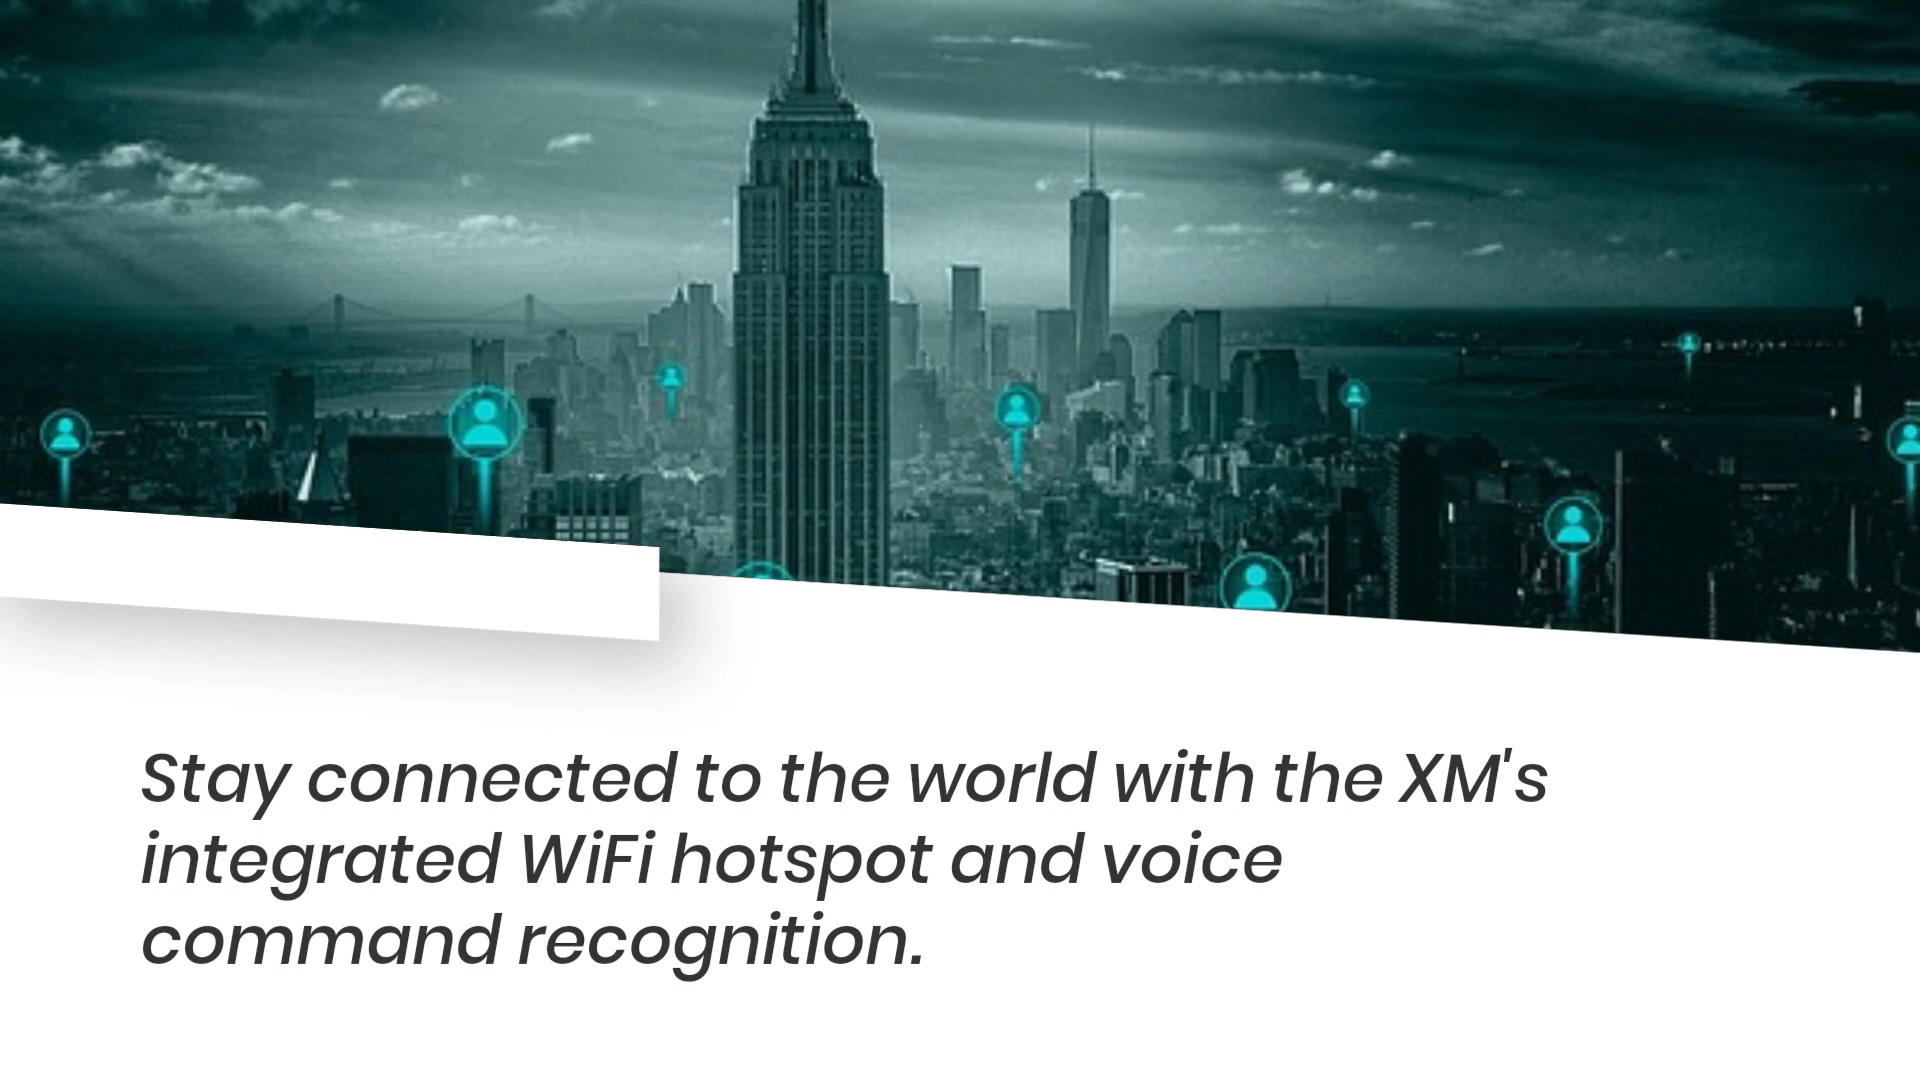 Stay connected to the world with the XM's
integrated WiFi hotspot and voice
command recognition.